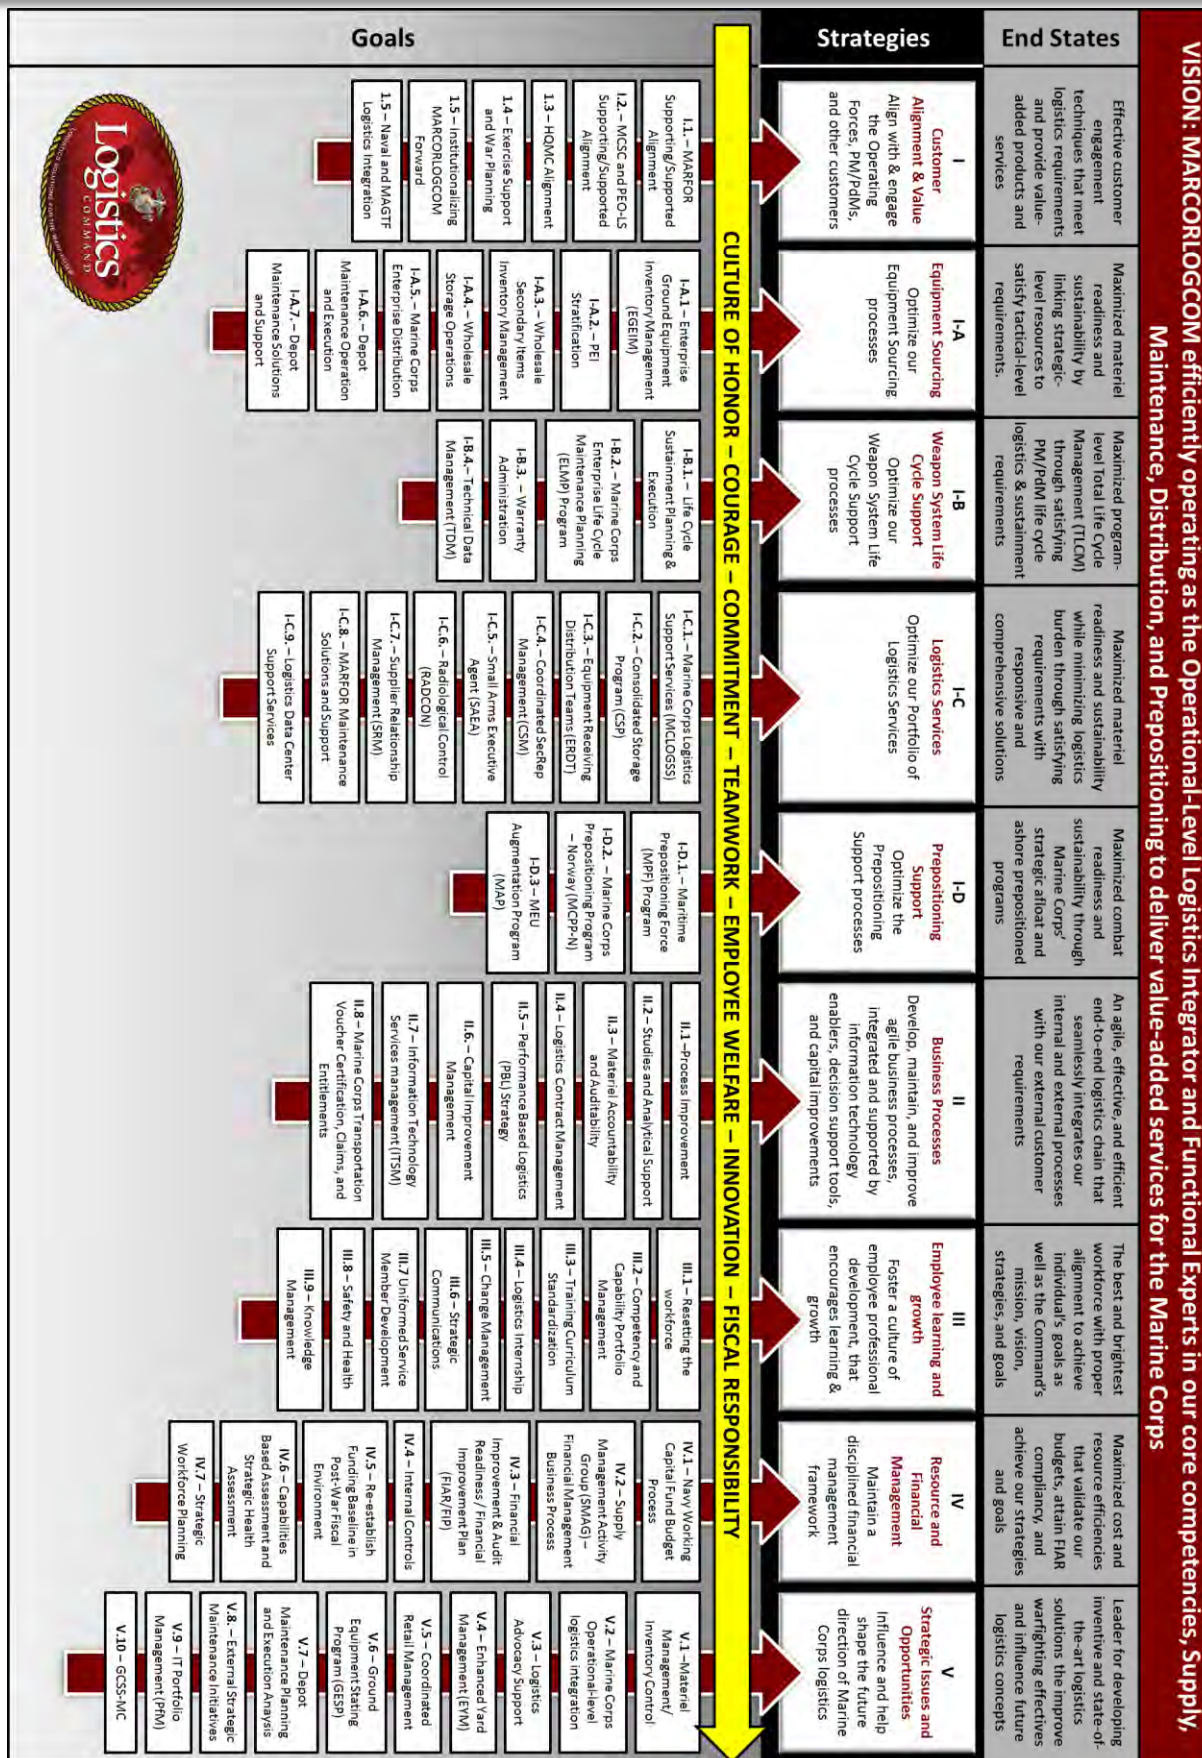 VISION: MARCORLOGCOM efficiently operating as the Operational-Level Logistics Integrator and Functional Experts in our core competencies, Supply,
Maintenance, Distribution, and Prepositioning to deliver value-added services for the Marine Corps
End States
Effective customer
engagement
techniques that meet
logistics requirements
and provide value-
added products and
services
Maximized materiel
readiness and
sustainability by
linking strategic-
level resources to
satisfy tactical-level
requirements.
Maximized program-
level Total Life Cycle
Management (TLCM)
through satisfying
PM/PdM life cycle
logistics & sustainment
requirements
Maximized materiel
readiness and sustainability
while minimizing logistics
burden through satisfying
requirements with
responsive and
comprehensive solutions
Maximized combat
readiness and
sustainability through
Marine Corps'
strategic afloat and
ashore prepositioned
programs
An agile, effective, and efficient
end-to-end logistics chain that
seamlessly integrates our
internal and external processes
with our external customer
requirements
The best and brightest
workforce with proper
alignment to achieve
individual's goals as
well as the Command's
mission, vision,
strategies, and goals
Maximized cost and
resource efficiencies
that validate our
budgets, attain FIAR
compliancy, and
achieve our strategies
and goals
Leader for developing
inventive and state-of-
the-art logistics
solutions the improve
warfighting effectives
and influence future
logistics concepts
Strategies
I
Customer
Alignment & Value
Align with & engage
the Operating
Forces, PM/PdMs,
and other customers
I-A
Equipment Sourcing
Optimize our
Equipment Sourcing
processes
I-B
Weapon System Life
Cycle Support
Optimize our
Weapon System Life
Cycle Support
processes
I-C
Logistics Services
Optimize our Portfolio of
Logistics Services
I-D
Prepositioning
Support
Optimize the
Prepositioning
Support processes
II
Business Processes
Develop, maintain, and improve
agile business processes,
integrated and supported by
information technology
enablers, decision support tools,
and capital improvements
III
Employee learning and
growth
Foster a culture of
employee professional
development, that
encourages learning &
growth
IV
Resource and
Financial
Management
Maintain a
disciplined financial
management
framework
V
Strategic Issues and
Opportunities
Influence and help
shape the future
direction of Marine
Corps logistics
CULTURE OF HONOR – COURAGE – COMMITMENT – TEAMWORK – EMPLOYEE WELFARE – INNOVATION – FISCAL RESPONSIBILITY
Goals
I.1. – MARFOR
Supporting/Supported
Alignment
I.2. – MCSC and PEO-LS
Supporting/Supported
Alignment
1.3 – HQMC Alignment
1.4 – Exercise Support
and War Planning
1.5 – Institutionalizing
MARCORLOGCOM
Forward
1.5 – Naval and MAGTF
Logistics Integration
I-A.1 – Enterprise
Ground Equipment
Inventory Management
(EGEIM)
I-A.2. – PEI
Stratification
I-A.3. – Wholesale
Secondary Items
Inventory Management
I-A.4. – Wholesale
Storage Operations
I-A.5. – Marine Corps
Enterprise Distribution
I-A.6. – Depot
Maintenance Operation
and Execution
I-A.7. – Depot
Maintenance Solutions
and Support
I-B.1. – Life Cycle
Sustainment Planning &
Execution
I-B.2. – Marine Corps
Enterprise Life Cycle
Maintenance Planning
(ELMP) Program
I-B.3. – Warranty
Administration
I-B.4. – Technical Data
Management (TDM)
I-C.1. – Marine Corps Logistics
Support Services (MCLOGSS)
I-C.2. – Consolidated Storage
Program (CSP)
I-C.3. – Equipment Receiving
Distribution Teams (ERDT)
I-C.4. – Coordinated SecRep
Management (CSM)
I-C.5. – Small Arms Executive
Agent (SAEA)
I-C.6. – Radiological Control
(RADCON)
I-C.7. – Supplier Relationship
Management (SRM)
I-C.8. – MARFOR Maintenance
Solutions and Support
I-C.9. – Logistics Data Center
Support Services
I-D.1. – Maritime
Prepositioning Force
(MPF) Program
I-D.2. – Marine Corps
Prepositioning Program
– Norway (MCPP-N)
I-D.3 – MEU
Augmentation Program
(MAP)
II.1 –Process Improvement
II.2 – Studies and Analytical Support
II.3 – Materiel Accountability
and Auditability
II.4 – Logistics Contract Management
II.5 – Performance Based Logistics
(PBL) Strategy
II.6. – Capital Improvement
Management
II.7 – Information Technology
Services management (ITSM)
II.8 – Marine Corps Transportation
Voucher Certification, Claims, and
Entitlements
III.1 – Resetting the
workforce
III.2 – Competency and
Capability Portfolio
Management
III.3 – Training Curriculum
Standardization
III.4 – Logistics Internship
III.5 – Change Management
III.6 – Strategic
Communications
III.7 Uniformed Service
Member Development
III.8 – Safety and Health
III.9 – Knowledge
Management
IV.1 – Navy Working
Capital Fund Budget
Process
IV.2 – Supply
Management Activity
Group (SMAG) –
Financial Management
Business Process
IV.3 – Financial
Improvement & Audit
Readiness / Financial
Improvement Plan
(FIAR/FIP)
IV.4 – Internal Controls
IV.5 – Re-establish
Funding Baseline in
Post-War Fiscal
Environment
IV.6 – Capabilities
Based Assessment and
Strategic Health
Assessment
IV.7 – Strategic
Workforce Planning
V.1 –Materiel
Management/
Inventory Control
V.2 – Marine Corps
Operational-level
logistics integration
V.3 – Logistics
Advocacy Support
V.4 – Enhanced Yard
Management (EYM)
V.5 – Coordinated
Retail Management
V.6 – Ground
Equipment Stating
Program (GESP)
V.7 – Depot
Maintenance Planning
and Execution Analysis
V.8. – External Strategic
Maintenance Initiatives
V.9 – IT Portfolio
Management (PfM)
V.10 – GCSS-MC
Logistics
COMMAND
LOGISTICS SOLUTIONS FOR THE WARFIGHTER